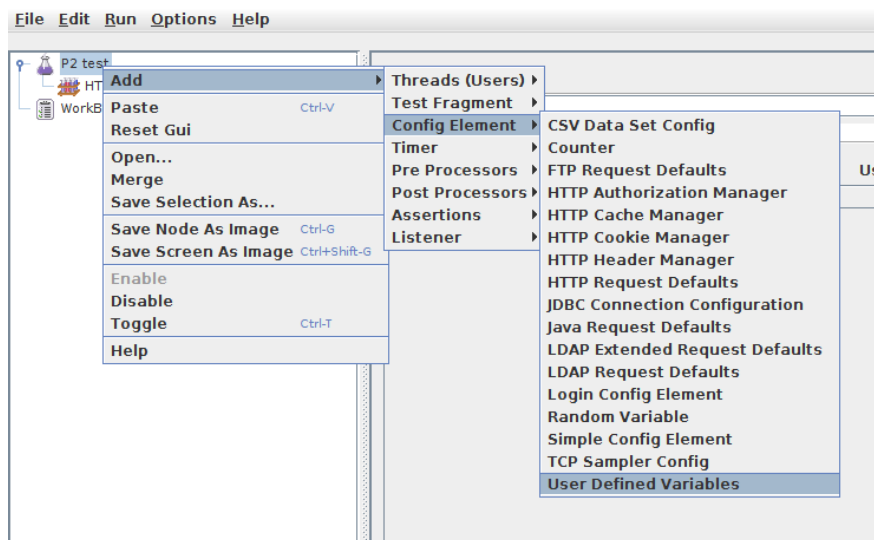 File Edit Run Options Help
P2 test
HT
WorkB
Add
Paste Ctrl-V
Reset Gui
Open...
Merge
Save Selection As...
Save Node As Image Ctrl-G
Save Screen As Image Ctrl+Shift-G
Enable
Disable
Toggle Ctrl-T
Help
Threads (Users)
Test Fragment
Config Element
Timer
Pre Processors
Post Processors
Assertions
Listener
CSV Data Set Config
Counter
FTP Request Defaults
HTTP Authorization Manager
HTTP Cache Manager
HTTP Cookie Manager
HTTP Header Manager
HTTP Request Defaults
JDBC Connection Configuration
Java Request Defaults
LDAP Extended Request Defaults
LDAP Request Defaults
Login Config Element
Random Variable
Simple Config Element
TCP Sampler Config
User Defined Variables
Us